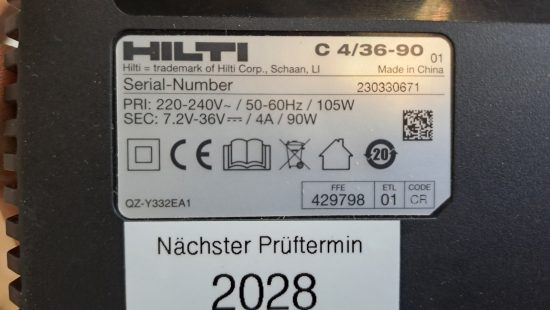 HILTI C 4/36-90 01
Hilti = trademark of Hilti Corp., Schaan, LI Made in China
Serial-Number 230330671
PRI: 220-240V~ / 50-60Hz / 105W
SEC: 7.2V-36V⎓ / 4A / 90W
CE 20
QZ-Y332EA1
FFE ETL CODE
429798 01 CR
Nächster Prüftermin
2028